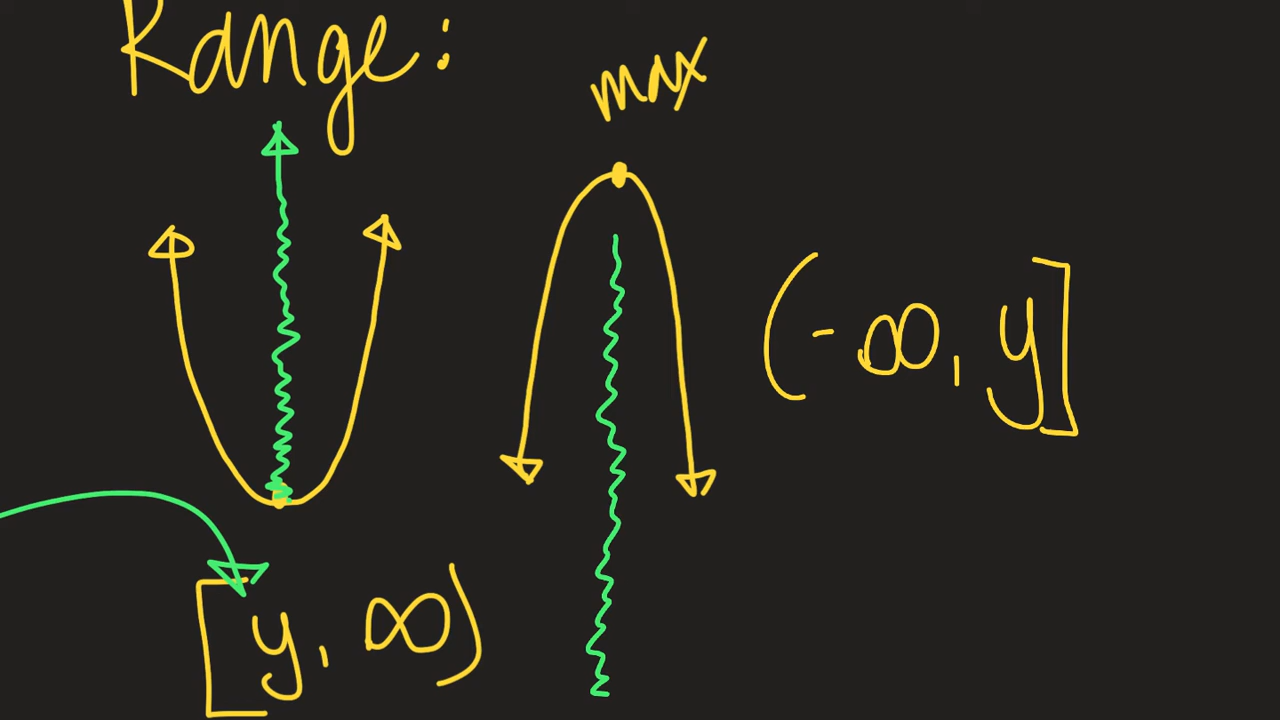 Range:
max
(-∞, y]
[y, ∞)